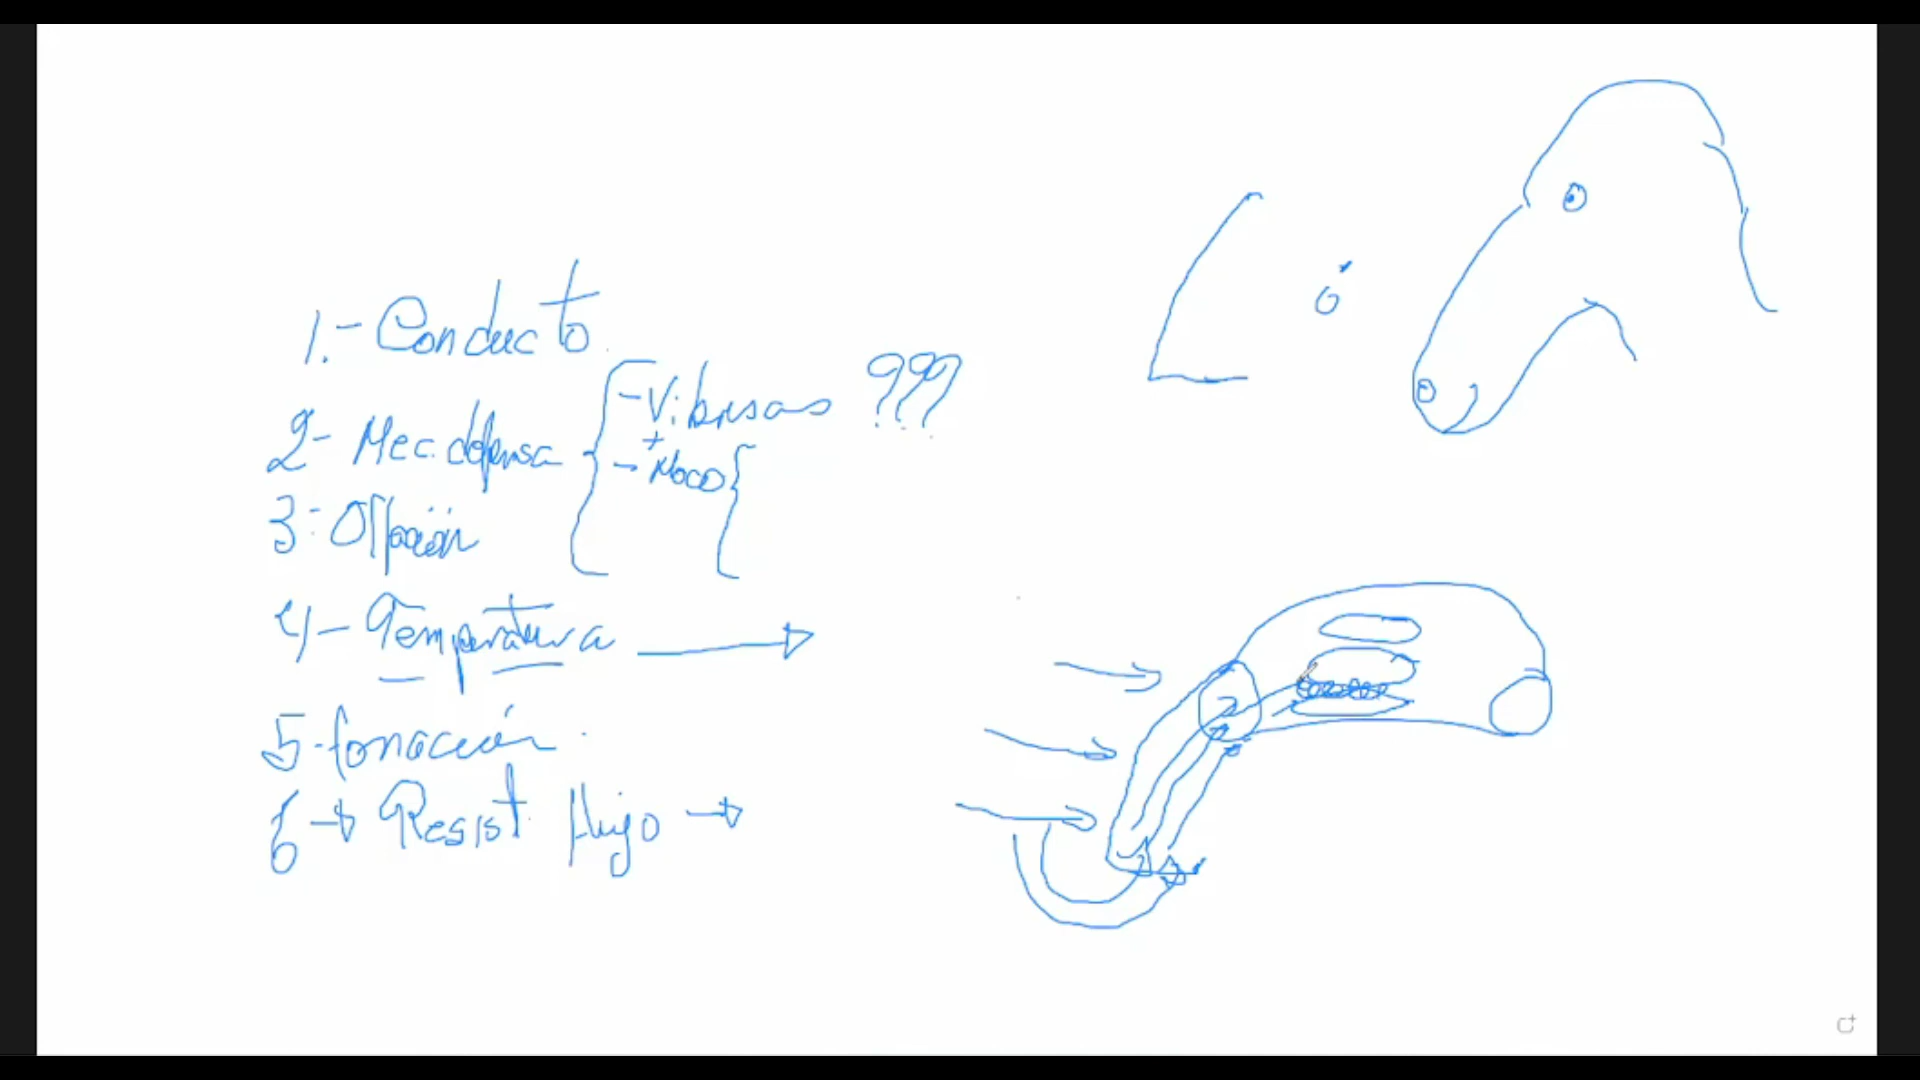 1.- Conducto
2- Mec. defensa { - Vibrisas ???
+
- Moco {
3- Olfación
4- Temperatura →
5- fonación
6 → Resist flujo →